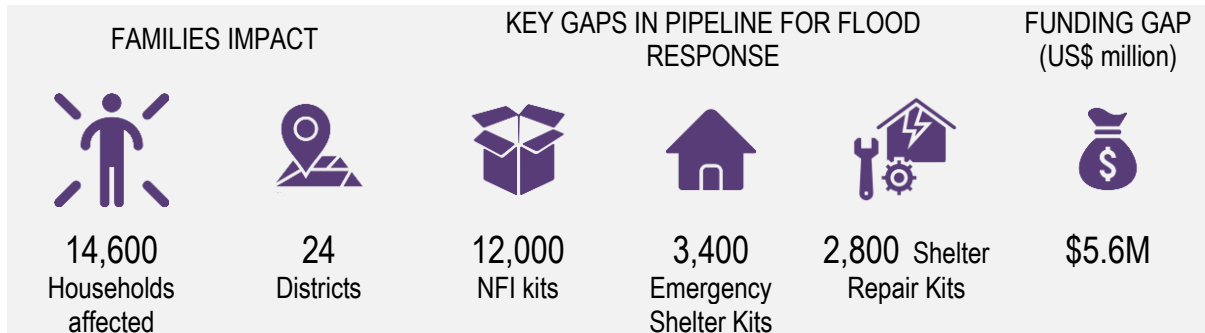 FAMILIES IMPACT
KEY GAPS IN PIPELINE FOR FLOOD
RESPONSE
FUNDING GAP
(US$ million)
$
14,600
Households
affected
24
Districts
12,000
NFI kits
3,400
Emergency
Shelter Kits
2,800 Shelter
Repair Kits
$5.6M